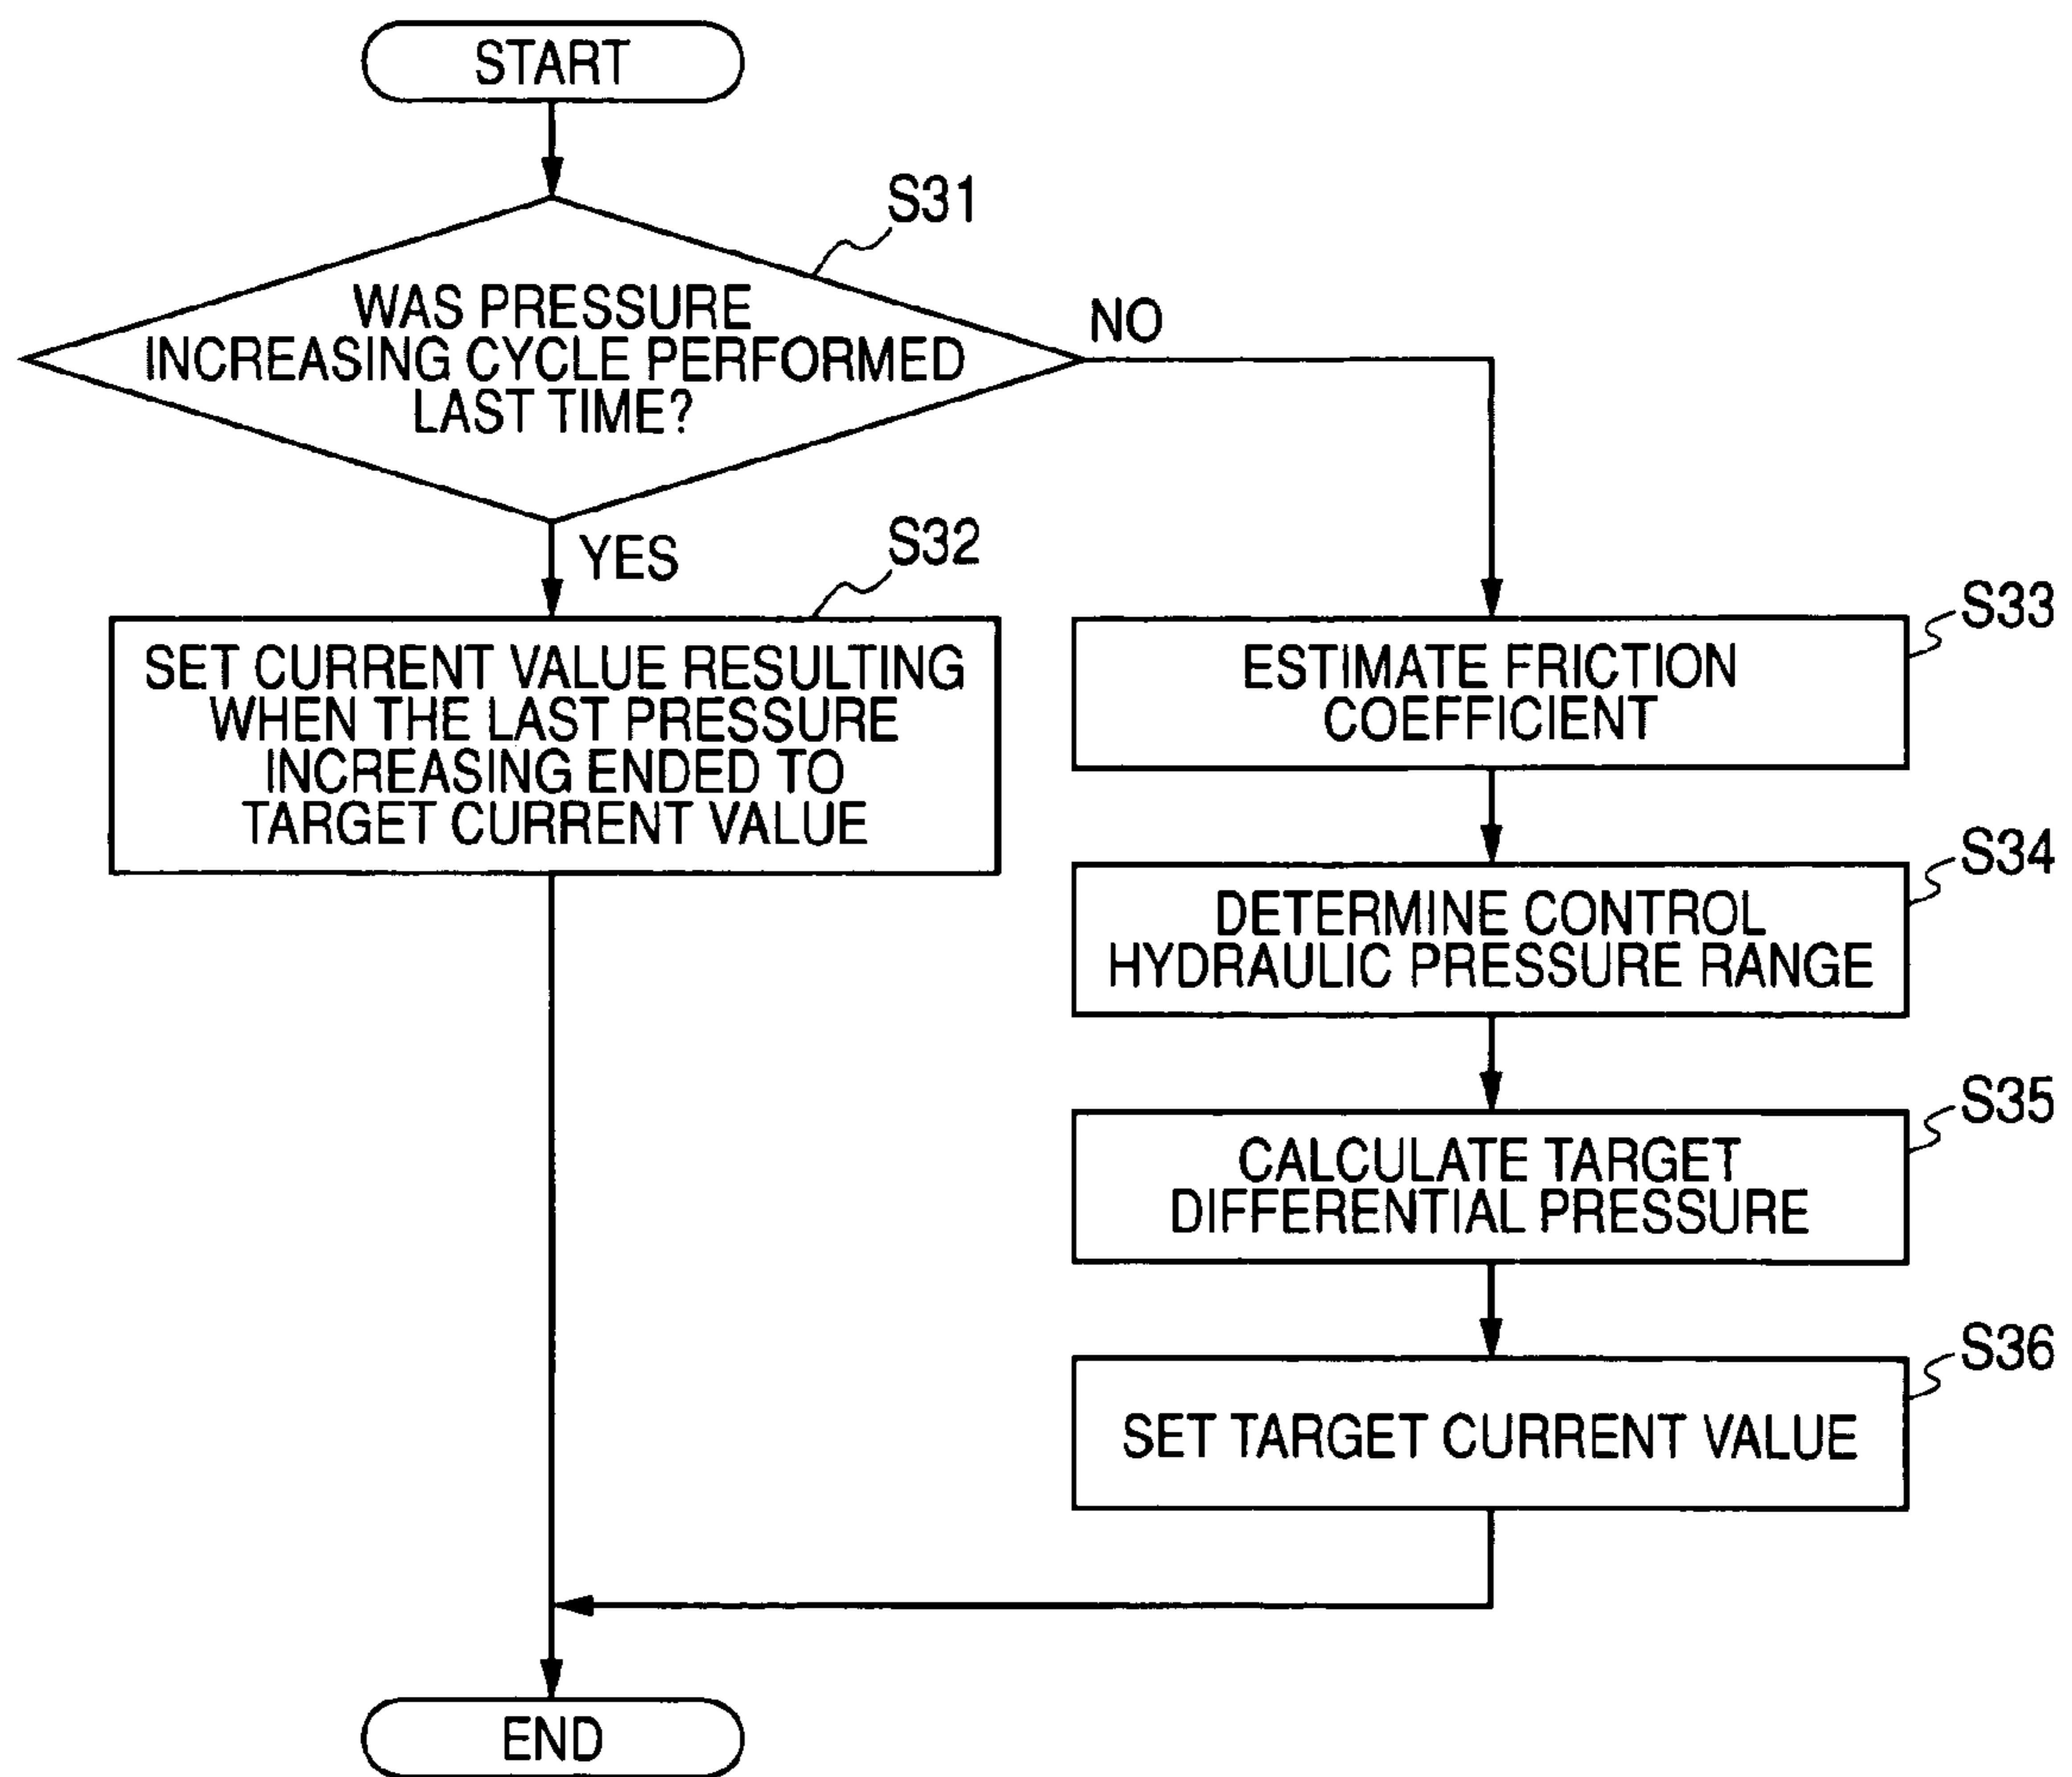 START
S31
WAS PRESSURE
INCREASING CYCLE PERFORMED
LAST TIME?
NO
YES
S32
SET CURRENT VALUE RESULTING
WHEN THE LAST PRESSURE
INCREASING ENDED TO
TARGET CURRENT VALUE
S33
ESTIMATE FRICTION
COEFFICIENT
S34
DETERMINE CONTROL
HYDRAULIC PRESSURE RANGE
S35
CALCULATE TARGET
DIFFERENTIAL PRESSURE
S36
SET TARGET CURRENT VALUE
END